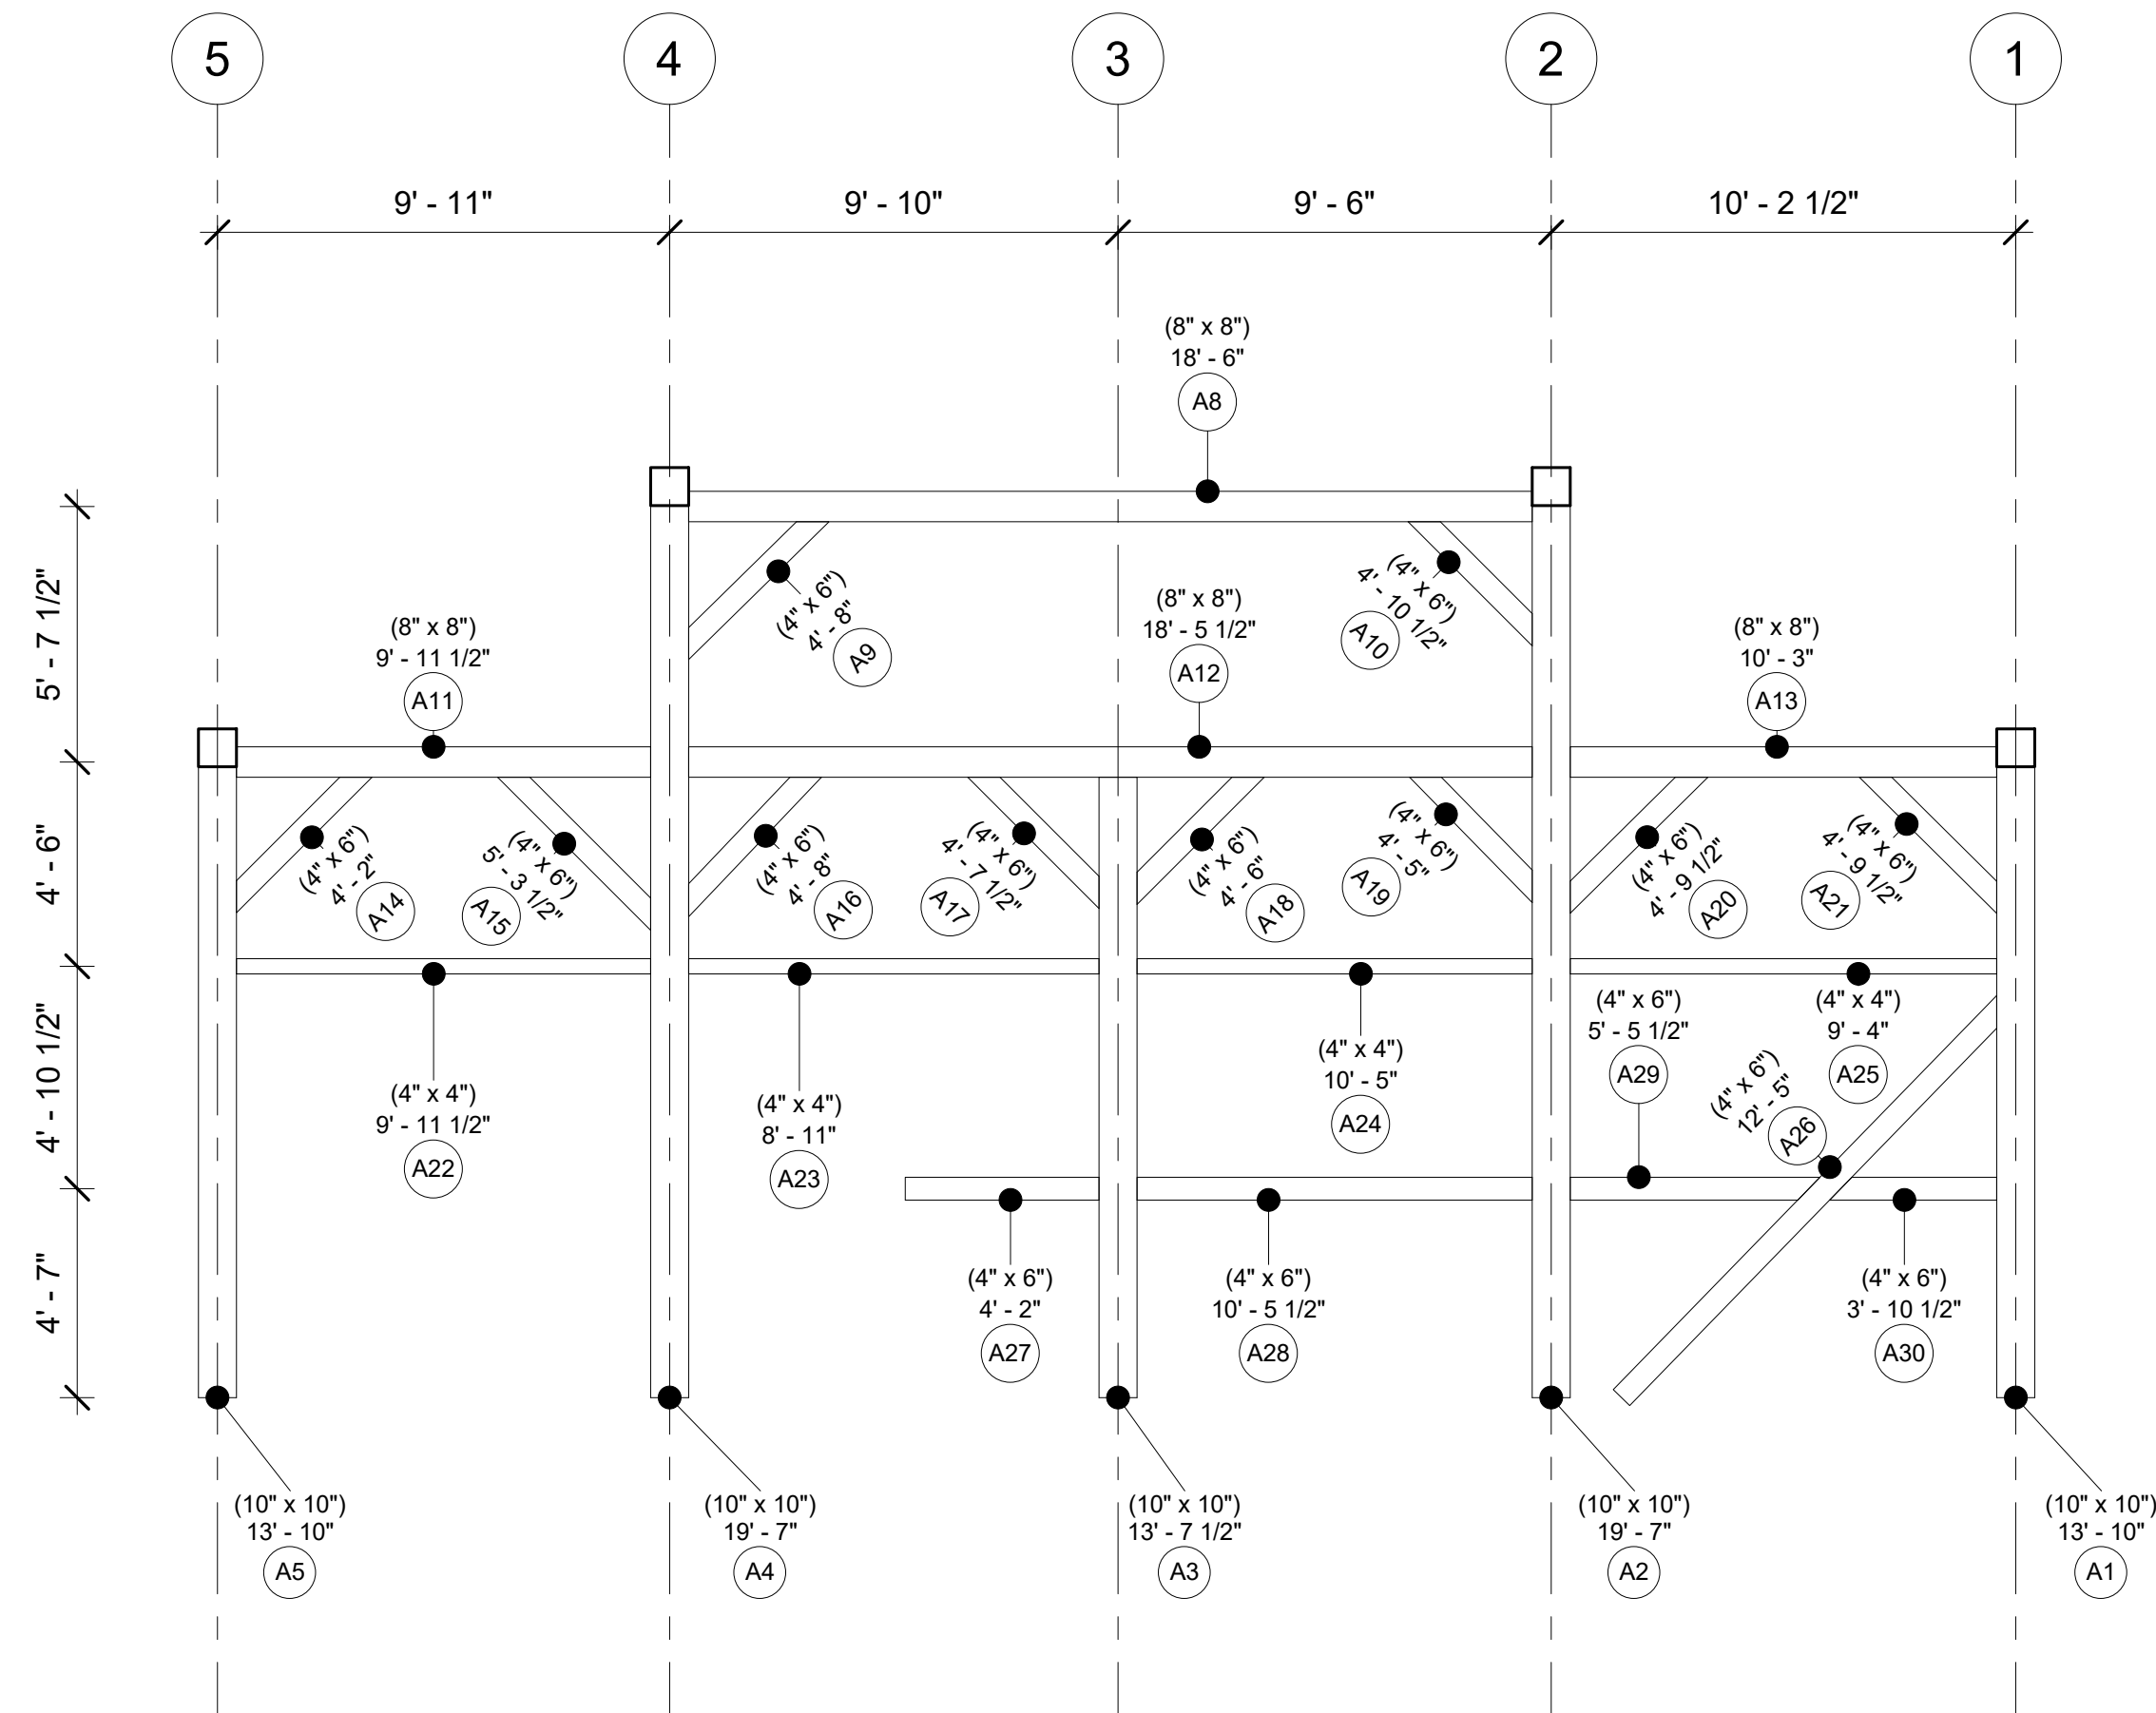 5
4
3
2
1
9' - 11"
9' - 10"
9' - 6"
10' - 2 1/2"
(8" x 8")
18' - 6"
A8
5' - 7 1/2"
(4" x 6")
4' - 8"
A9
(4" x 6")
4' - 10 1/2"
A10
(8" x 8")
9' - 11 1/2"
A11
(8" x 8")
18' - 5 1/2"
A12
(8" x 8")
10' - 3"
A13
4' - 6"
(4" x 6")
4' - 2"
A14
(4" x 6")
5' - 3 1/2"
A15
(4" x 6")
4' - 8"
A16
(4" x 6")
4' - 7 1/2"
A17
(4" x 6")
4' - 6"
A18
(4" x 6")
4' - 5"
A19
(4" x 6")
4' - 9 1/2"
A20
(4" x 6")
4' - 9 1/2"
A21
4' - 10 1/2"
(4" x 4")
9' - 11 1/2"
A22
(4" x 4")
8' - 11"
A23
(4" x 4")
10' - 5"
A24
(4" x 6")
5' - 5 1/2"
A29
(4" x 6")
12' - 5"
A26
(4" x 4")
9' - 4"
A25
4' - 7"
(4" x 6")
4' - 2"
A27
(4" x 6")
10' - 5 1/2"
A28
(4" x 6")
3' - 10 1/2"
A30
(10" x 10")
13' - 10"
A5
(10" x 10")
19' - 7"
A4
(10" x 10")
13' - 7 1/2"
A3
(10" x 10")
19' - 7"
A2
(10" x 10")
13' - 10"
A1